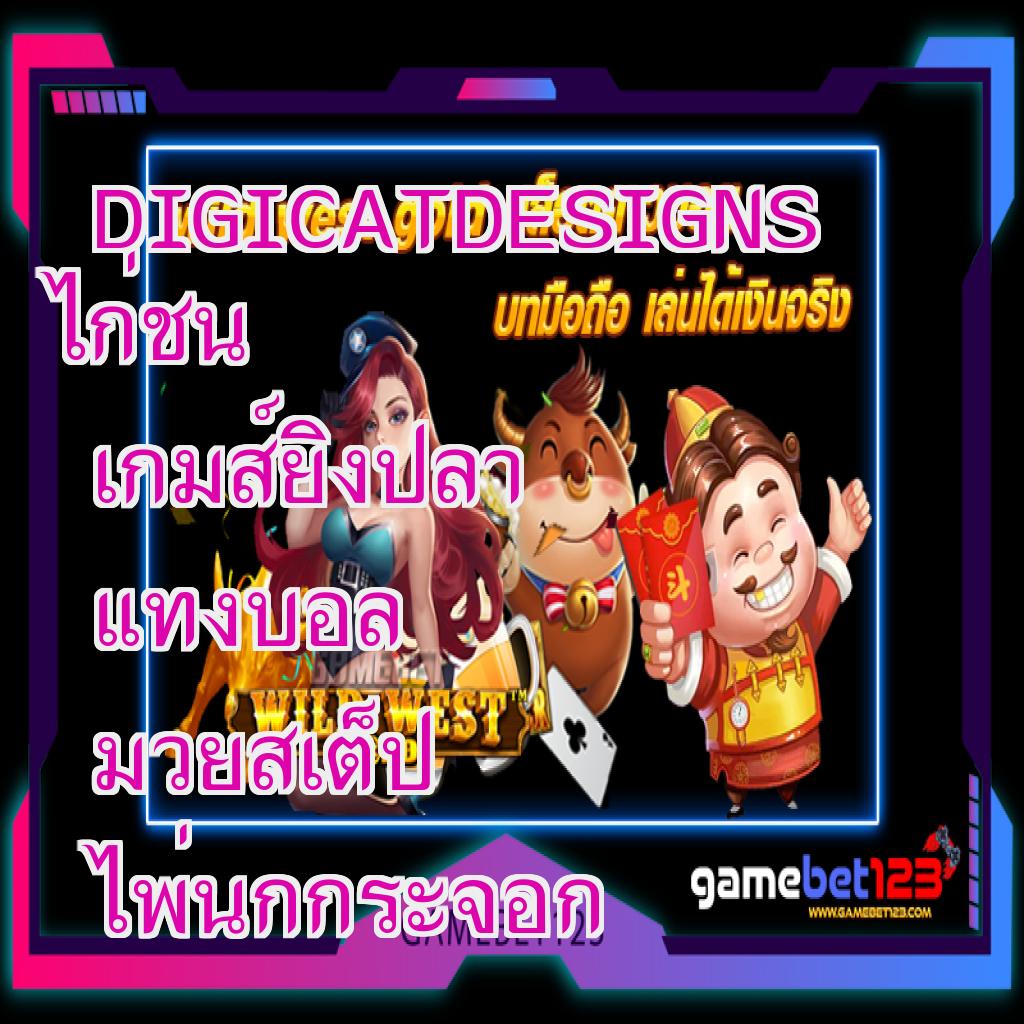 DIGICATDESIGNS
บทมือถือ เล่นได้เงินจริง
ไก่ชน
เกมส์ยิงปลา
แทงบอล
GAMEBET
WILD WEST
มวยสเต็ป
ไพ่นกกระจอก
gamebet123
WWW.GAMEBET123.COM
GAMEBET123